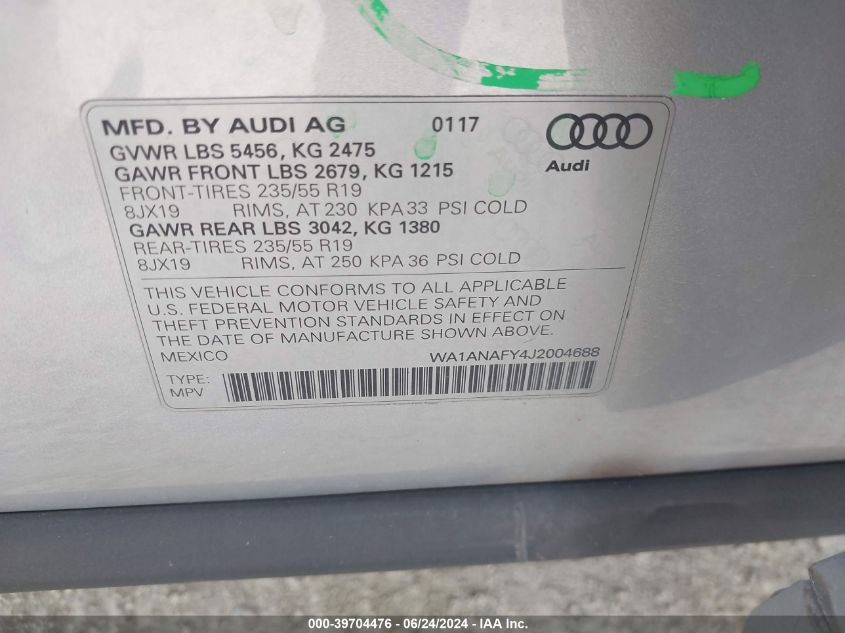 MFD. BY AUDI AG 0117
GVWR LBS 5456, KG 2475
GAWR FRONT LBS 2679, KG 1215
FRONT-TIRES 235/55 R19
8JX19 RIMS, AT 230 KPA 33 PSI COLD
GAWR REAR LBS 3042, KG 1380
REAR-TIRES 235/55 R19
8JX19 RIMS, AT 250 KPA 36 PSI COLD
Audi
THIS VEHICLE CONFORMS TO ALL APPLICABLE
U.S. FEDERAL MOTOR VEHICLE SAFETY AND
THEFT PREVENTION STANDARDS IN EFFECT ON
THE DATE OF MANUFACTURE SHOWN ABOVE.
MEXICO WA1ANAFY4J2004688
TYPE:
MPV
000-39704476 - 06/24/2024 - IAA Inc.